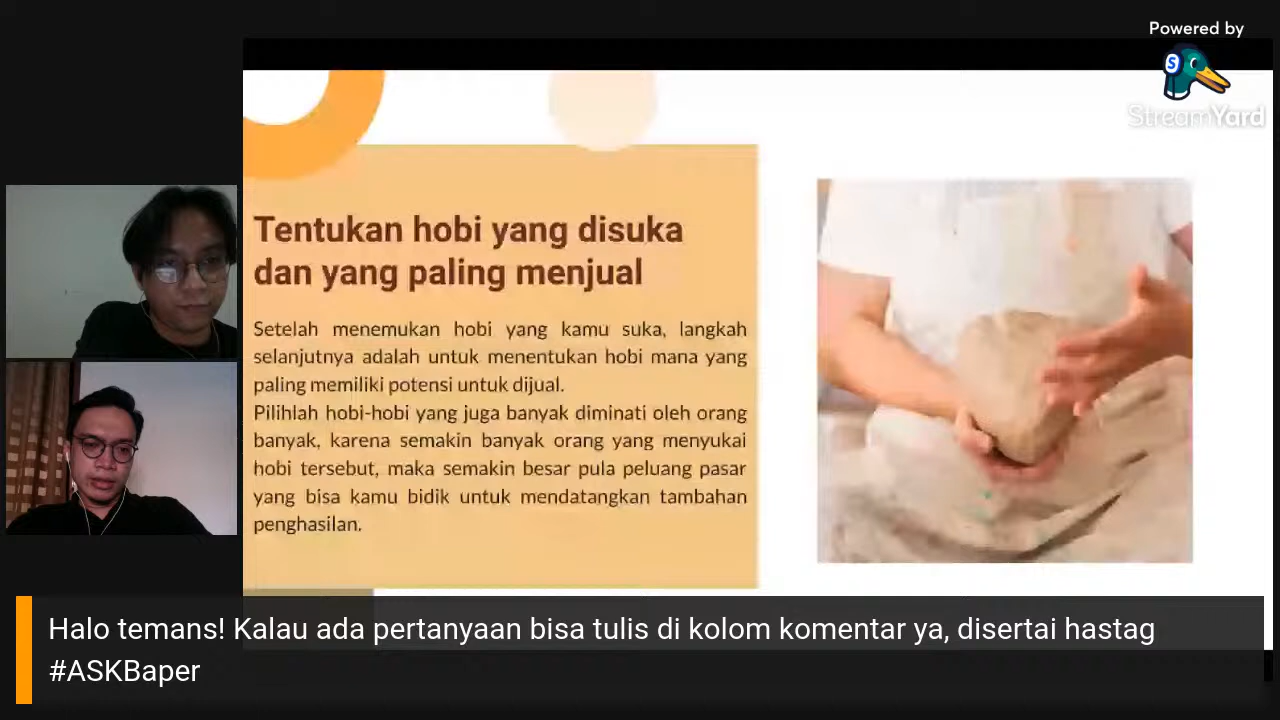 Powered by
StreamYard
Tentukan hobi yang disuka
dan yang paling menjual
Setelah menemukan hobi yang kamu suka, langkah
selanjutnya adalah untuk menentukan hobi mana yang
paling memiliki potensi untuk dijual.
Pilihlah hobi-hobi yang juga banyak diminati oleh orang
banyak, karena semakin banyak orang yang menyukai
hobi tersebut, maka semakin besar pula peluang pasar
yang bisa kamu bidik untuk mendatangkan tambahan
penghasilan.
Halo temans! Kalau ada pertanyaan bisa tulis di kolom komentar ya, disertai hastag
#ASKBaper